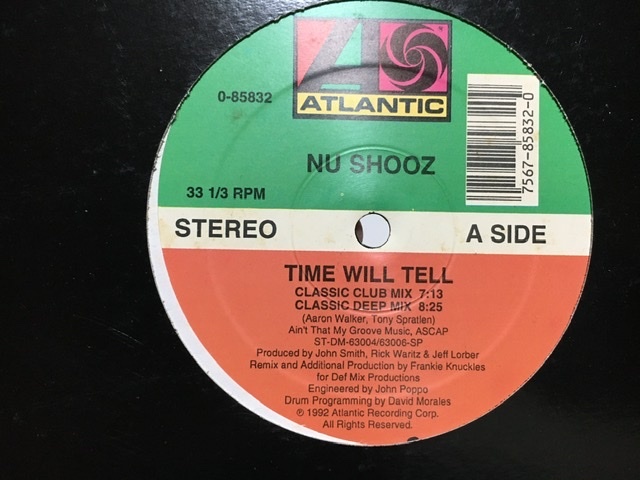 0-85832
ATLANTIC
NU SHOOZ
7567-85832-0
33 1/3 RPM
STEREO
A SIDE
TIME WILL TELL
CLASSIC CLUB MIX 7:13
CLASSIC DEEP MIX 8:25
(Aaron Walker, Tony Spratlen)
Ain't That My Groove Music, ASCAP
ST-DM-63004/63006-SP
Produced by John Smith, Rick Waritz & Jeff Lorber
Remix and Additional Production by Frankie Knuckles
for Def Mix Productions
Engineered by John Poppo
Drum Programming by David Morales
℗ 1992 Atlantic Recording Corp.
All Rights Reserved.